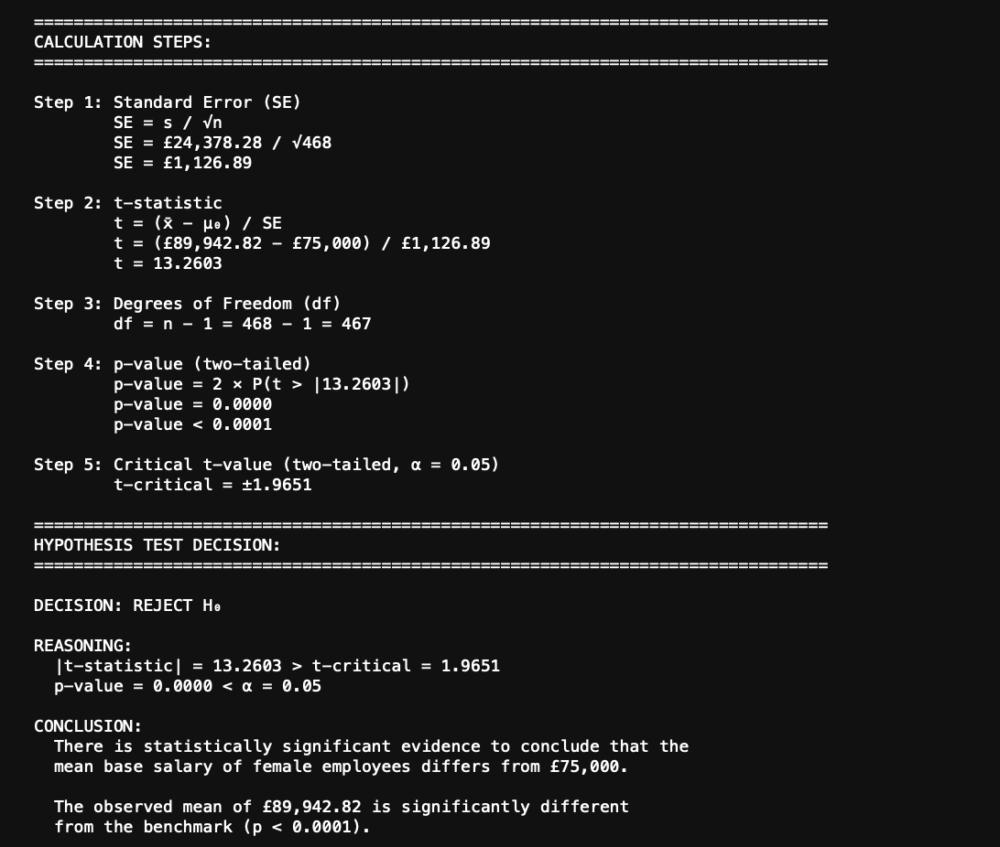 ================================================================================
CALCULATION STEPS:
================================================================================
Step 1: Standard Error (SE)
SE = s / √n
SE = £24,378.28 / √468
SE = £1,126.89
Step 2: t-statistic
t = (x̄ − μ₀) / SE
t = (£89,942.82 − £75,000) / £1,126.89
t = 13.2603
Step 3: Degrees of Freedom (df)
df = n − 1 = 468 − 1 = 467
Step 4: p-value (two-tailed)
p-value = 2 × P(t > |13.2603|)
p-value = 0.0000
p-value < 0.0001
Step 5: Critical t-value (two-tailed, α = 0.05)
t-critical = ±1.9651
================================================================================
HYPOTHESIS TEST DECISION:
================================================================================
DECISION: REJECT H₀
REASONING:
|t-statistic| = 13.2603 > t-critical = 1.9651
p-value = 0.0000 < α = 0.05
CONCLUSION:
There is statistically significant evidence to conclude that the
mean base salary of female employees differs from £75,000.
The observed mean of £89,942.82 is significantly different
from the benchmark (p < 0.0001).